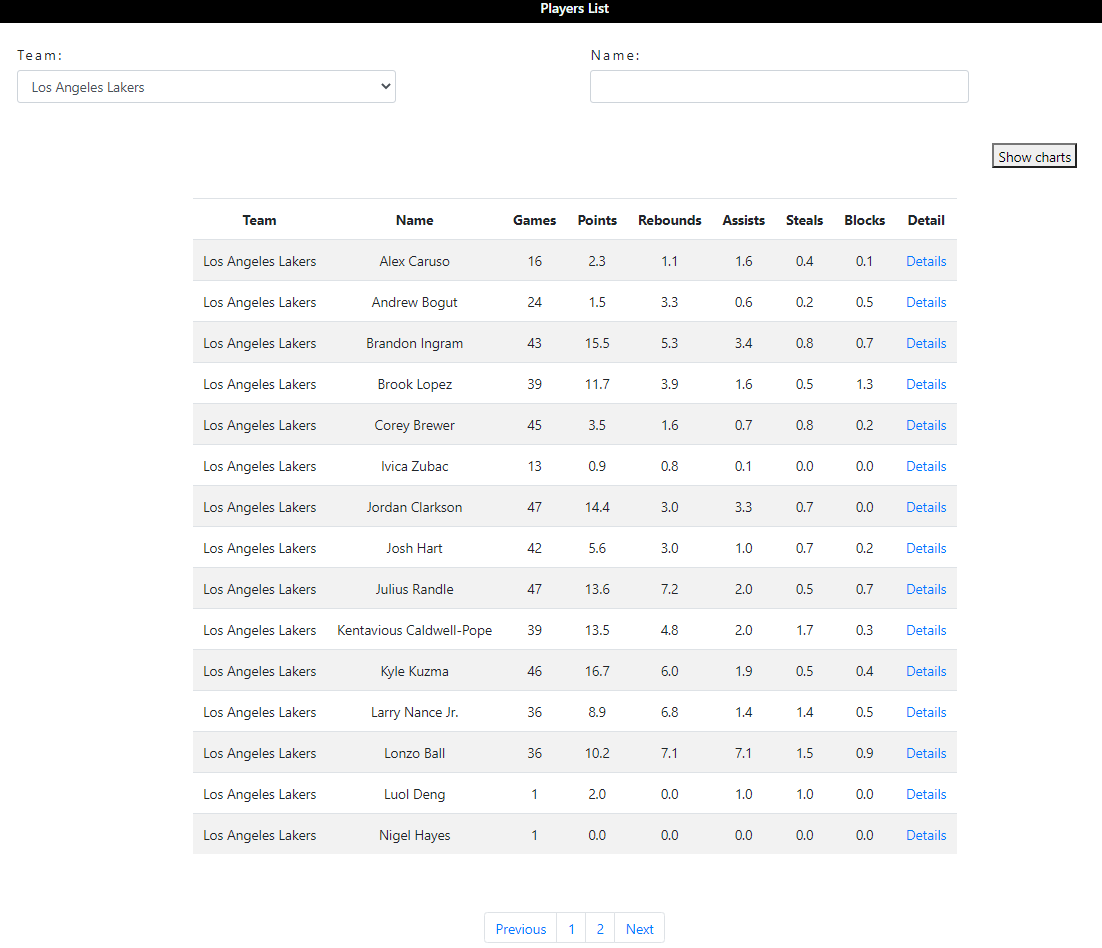 Players List
Team: Name:
Los Angeles Lakers
Show charts
Team Name Games Points Rebounds Assists Steals Blocks Detail
Los Angeles Lakers Alex Caruso 16 2.3 1.1 1.6 0.4 0.1 Details
Los Angeles Lakers Andrew Bogut 24 1.5 3.3 0.6 0.2 0.5 Details
Los Angeles Lakers Brandon Ingram 43 15.5 5.3 3.4 0.8 0.7 Details
Los Angeles Lakers Brook Lopez 39 11.7 3.9 1.6 0.5 1.3 Details
Los Angeles Lakers Corey Brewer 45 3.5 1.6 0.7 0.8 0.2 Details
Los Angeles Lakers Ivica Zubac 13 0.9 0.8 0.1 0.0 0.0 Details
Los Angeles Lakers Jordan Clarkson 47 14.4 3.0 3.3 0.7 0.0 Details
Los Angeles Lakers Josh Hart 42 5.6 3.0 1.0 0.7 0.2 Details
Los Angeles Lakers Julius Randle 47 13.6 7.2 2.0 0.5 0.7 Details
Los Angeles Lakers Kentavious Caldwell-Pope 39 13.5 4.8 2.0 1.7 0.3 Details
Los Angeles Lakers Kyle Kuzma 46 16.7 6.0 1.9 0.5 0.4 Details
Los Angeles Lakers Larry Nance Jr. 36 8.9 6.8 1.4 1.4 0.5 Details
Los Angeles Lakers Lonzo Ball 36 10.2 7.1 7.1 1.5 0.9 Details
Los Angeles Lakers Luol Deng 1 2.0 0.0 1.0 1.0 0.0 Details
Los Angeles Lakers Nigel Hayes 1 0.0 0.0 0.0 0.0 0.0 Details
Previous 1 2 Next